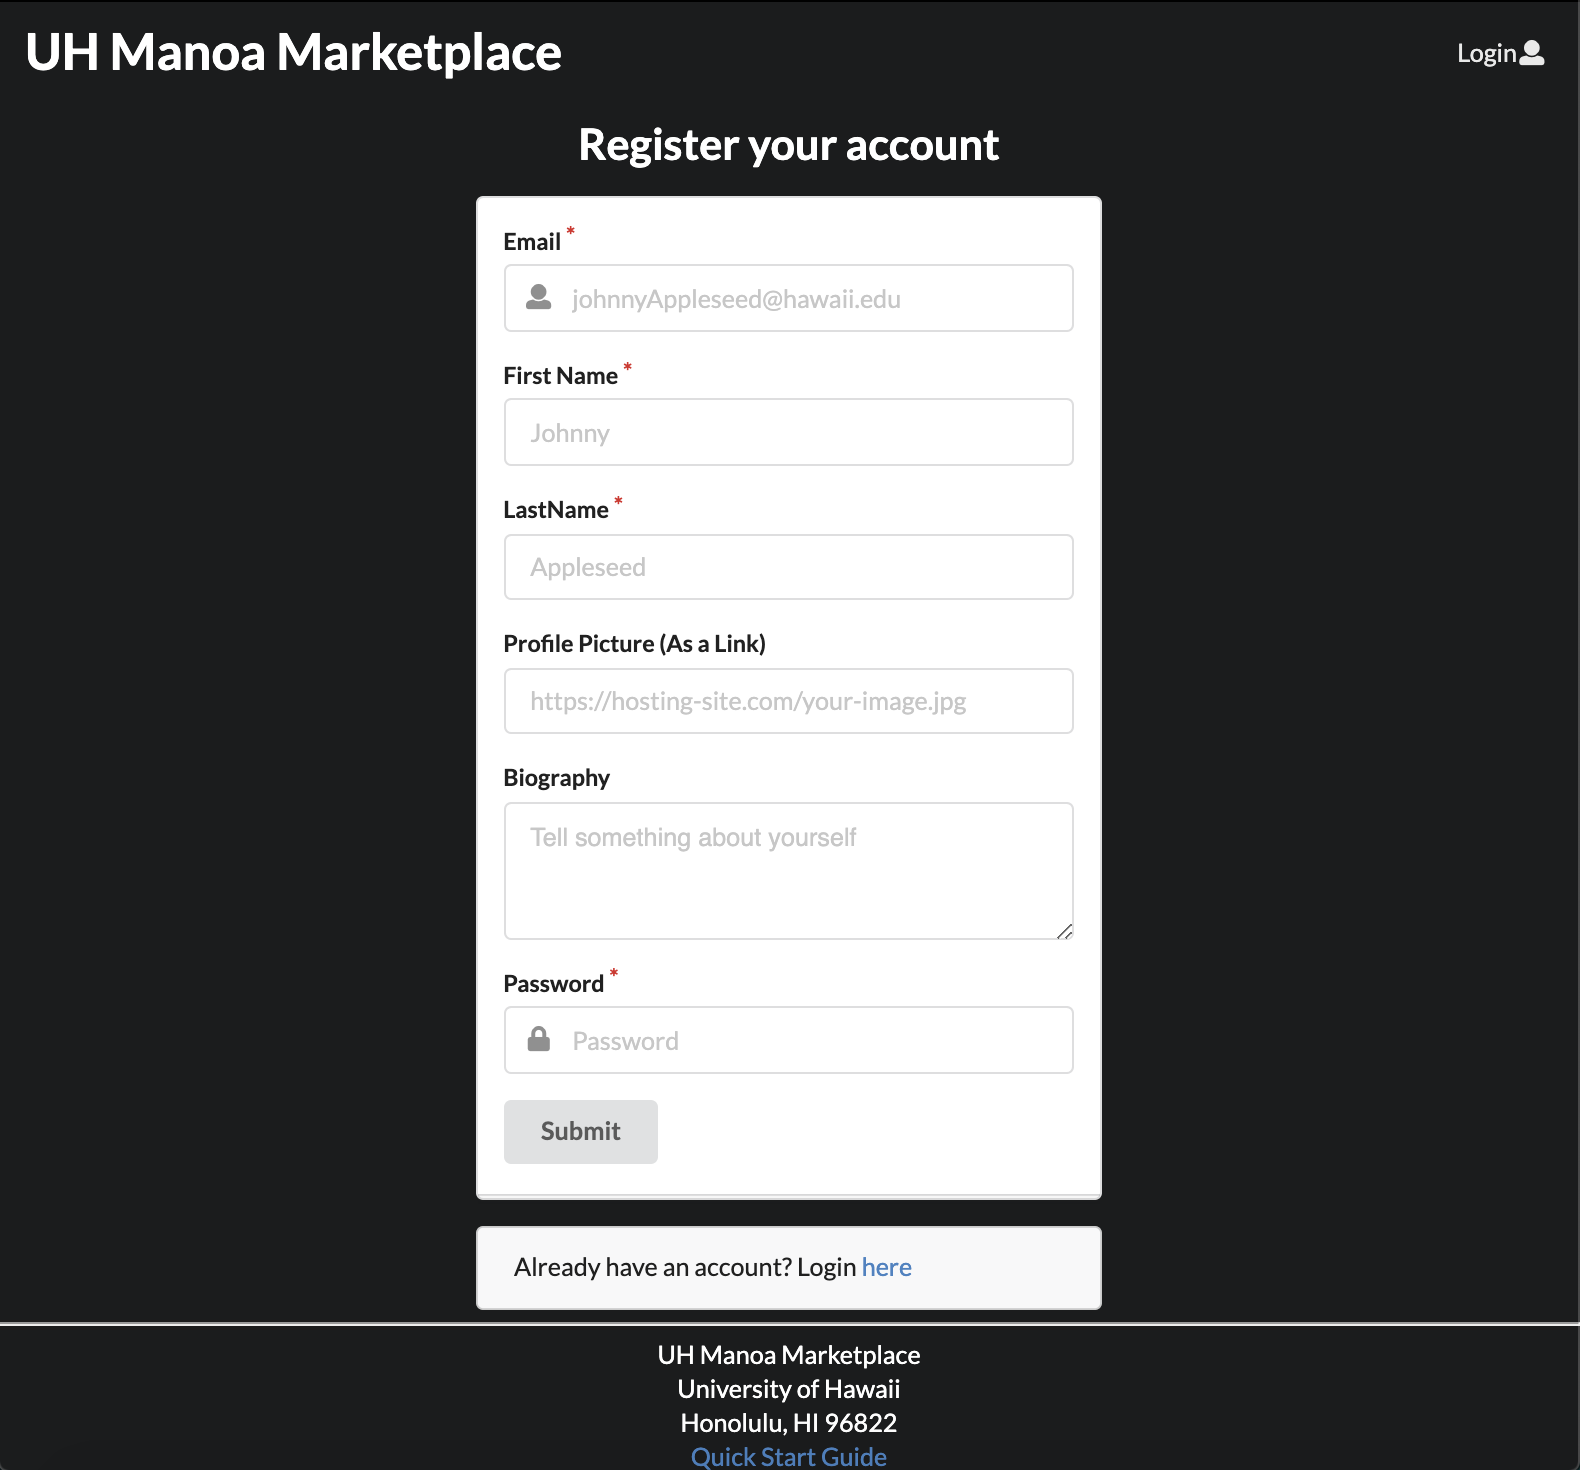 UH Manoa Marketplace
Login
Register your account
Email *
johnnyAppleseed@hawaii.edu
First Name *
Johnny
LastName *
Appleseed
Profile Picture (As a Link)
https://hosting-site.com/your-image.jpg
Biography
Tell something about yourself
Password *
Password
Submit
Already have an account? Login here
UH Manoa Marketplace
University of Hawaii
Honolulu, HI 96822
Quick Start Guide